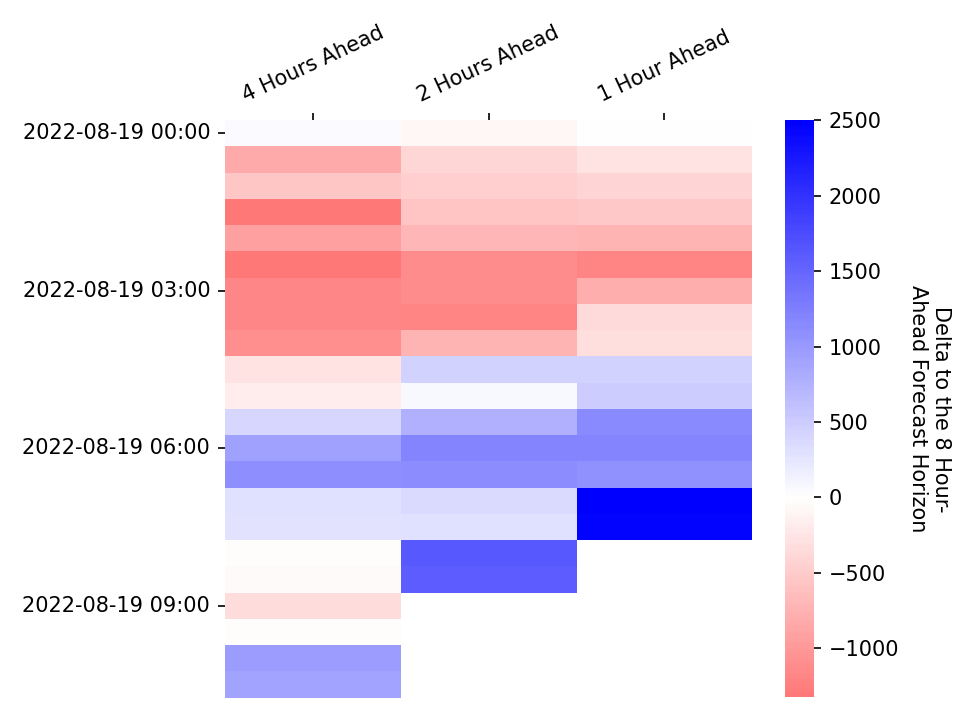 4 Hours Ahead
2 Hours Ahead
1 Hour Ahead
2022-08-19 00:00
2022-08-19 03:00
2022-08-19 06:00
2022-08-19 09:00
2500
2000
1500
1000
500
0
−500
−1000
Delta to the 8 Hour-
Ahead Forecast Horizon